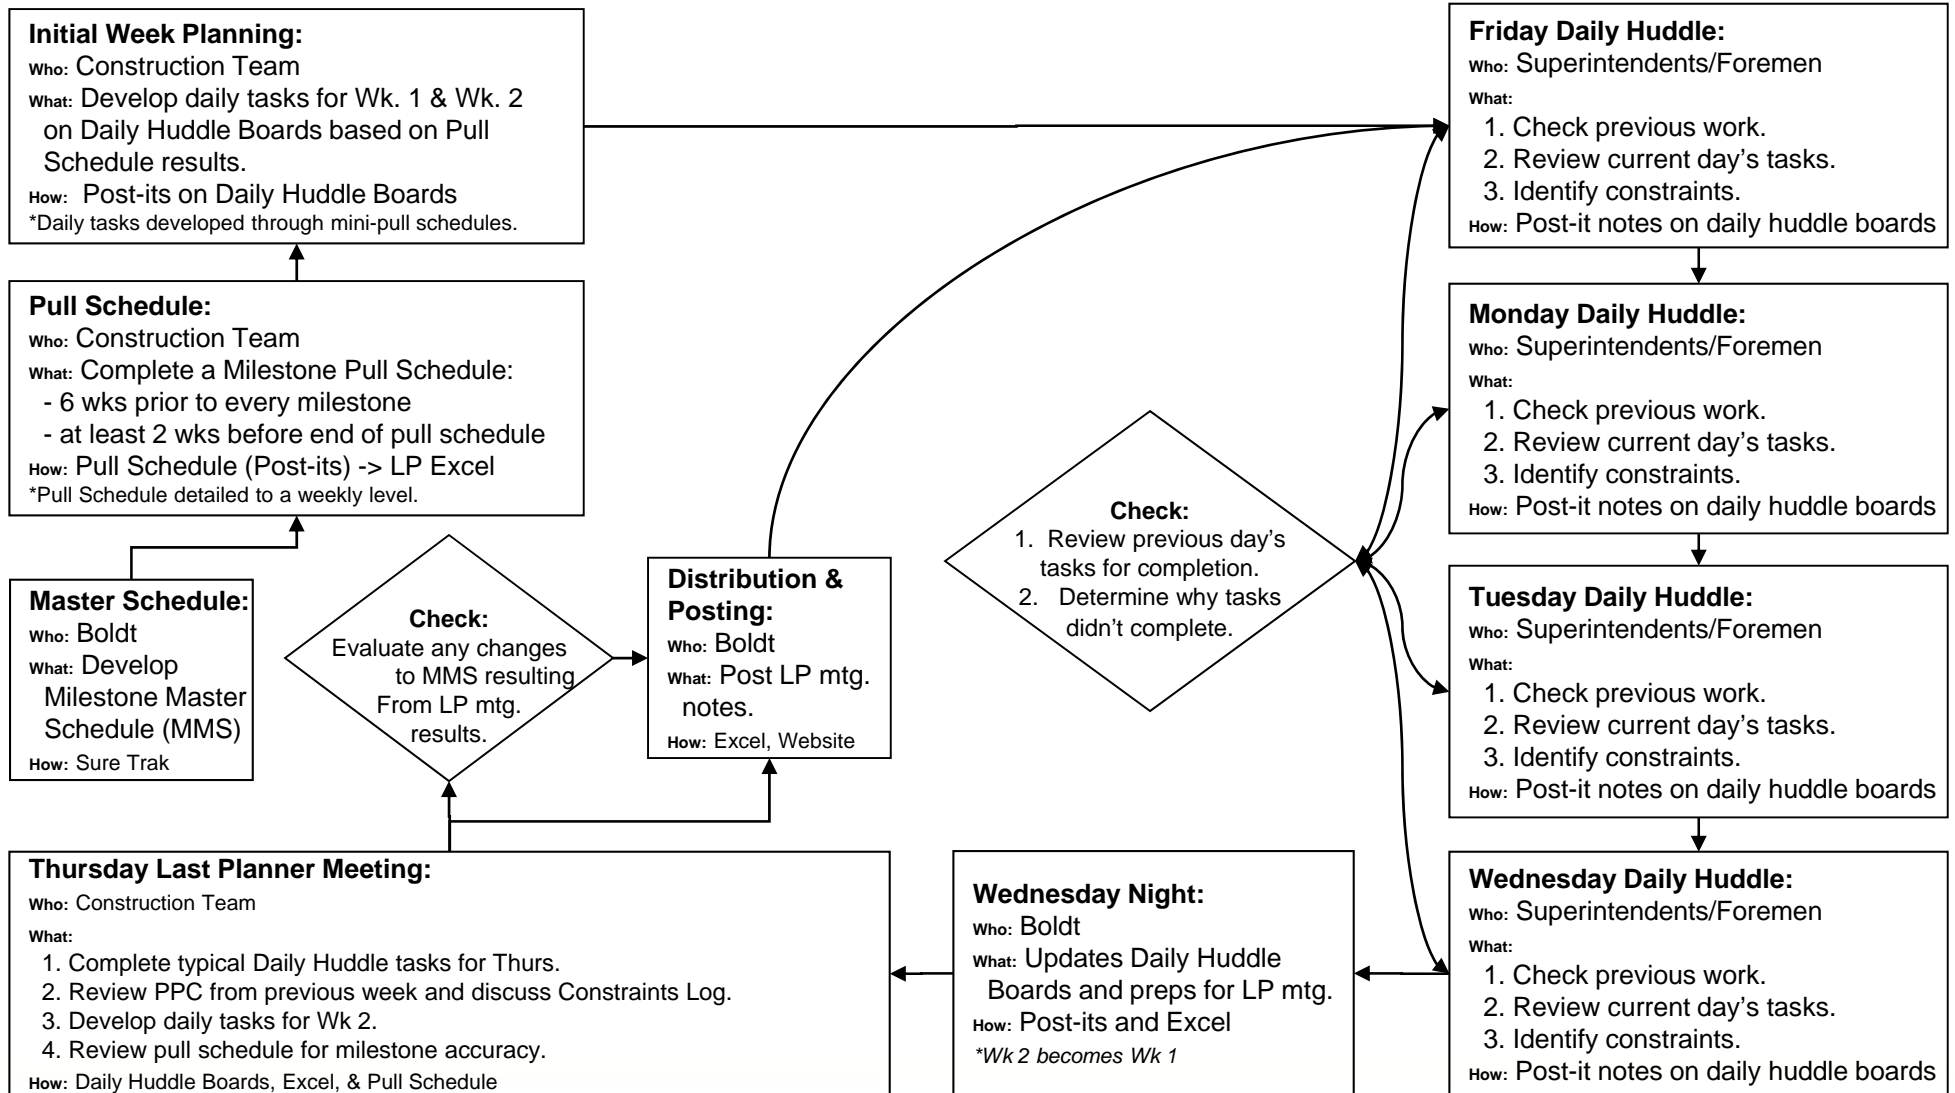 Initial Week Planning:
Who: Construction Team
What: Develop daily tasks for Wk. 1 & Wk. 2
on Daily Huddle Boards based on Pull
Schedule results.
How: Post-its on Daily Huddle Boards
*Daily tasks developed through mini-pull schedules.
Pull Schedule:
Who: Construction Team
What: Complete a Milestone Pull Schedule:
- 6 wks prior to every milestone
- at least 2 wks before end of pull schedule
How: Pull Schedule (Post-its) -> LP Excel
*Pull Schedule detailed to a weekly level.
Master Schedule:
Who: Boldt
What: Develop
Milestone Master
Schedule (MMS)
How: Sure Trak
Check:
Evaluate any changes
to MMS resulting
From LP mtg.
results.
Distribution &
Posting:
Who: Boldt
What: Post LP mtg.
notes.
How: Excel, Website
Thursday Last Planner Meeting:
Who: Construction Team
What:
1. Complete typical Daily Huddle tasks for Thurs.
2. Review PPC from previous week and discuss Constraints Log.
3. Develop daily tasks for Wk 2.
4. Review pull schedule for milestone accuracy.
How: Daily Huddle Boards, Excel, & Pull Schedule
Wednesday Night:
Who: Boldt
What: Updates Daily Huddle
Boards and preps for LP mtg.
How: Post-its and Excel
*Wk 2 becomes Wk 1
Check:
1. Review previous day’s
tasks for completion.
2. Determine why tasks
didn’t complete.
Friday Daily Huddle:
Who: Superintendents/Foremen
What:
1. Check previous work.
2. Review current day’s tasks.
3. Identify constraints.
How: Post-it notes on daily huddle boards
Monday Daily Huddle:
Who: Superintendents/Foremen
What:
1. Check previous work.
2. Review current day’s tasks.
3. Identify constraints.
How: Post-it notes on daily huddle boards
Tuesday Daily Huddle:
Who: Superintendents/Foremen
What:
1. Check previous work.
2. Review current day’s tasks.
3. Identify constraints.
How: Post-it notes on daily huddle boards
Wednesday Daily Huddle:
Who: Superintendents/Foremen
What:
1. Check previous work.
2. Review current day’s tasks.
3. Identify constraints.
How: Post-it notes on daily huddle boards